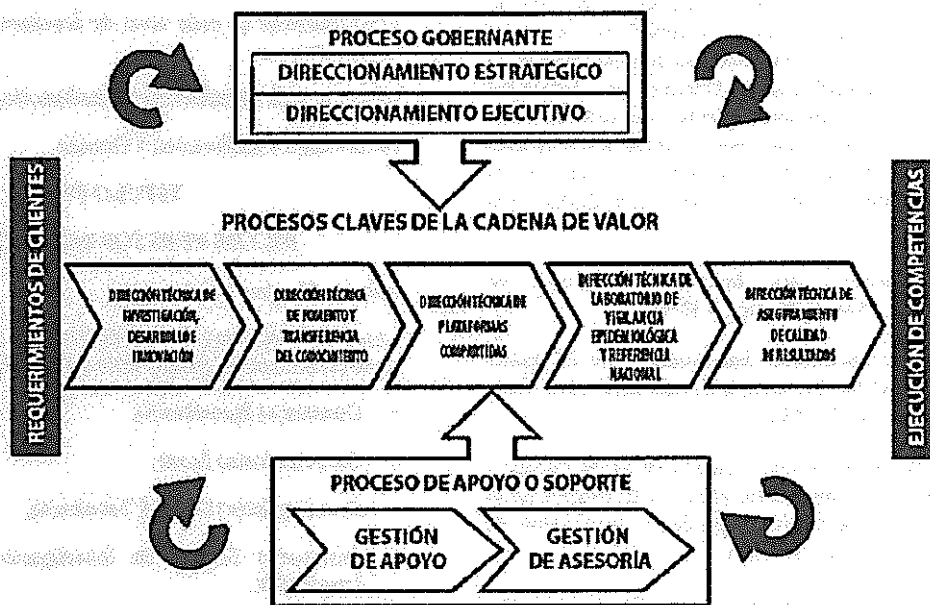 PROCESO GOBERNANTE
DIRECCIONAMIENTO ESTRATÉGICO
DIRECCIONAMIENTO EJECUTIVO
REQUERIMIENTOS DE CLIENTES
PROCESOS CLAVES DE LA CADENA DE VALOR
DIRECCIÓN TÉCNICA DE
INVESTIGACIÓN,
DESARROLLO E
INNOVACIÓN
DIRECCIÓN TÉCNICA
DE FOMENTO Y
TRANSFERENCIA
DEL CONOCIMIENTO
DIRECCIÓN TÉCNICA DE
PLATAFORMAS
COMPARTIDAS
DIRECCIÓN TÉCNICA DE
LABORATORIO DE
VIGILANCIA
EPIDEMIOLÓGICA
Y REFERENCIA
NACIONAL
DIRECCIÓN TÉCNICA DE
ASEGURAMIENTO
DE CALIDAD
DE RESULTADOS
EJECUCIÓN DE COMPETENCIAS
PROCESO DE APOYO O SOPORTE
GESTIÓN
DE APOYO
GESTIÓN
DE ASESORÍA